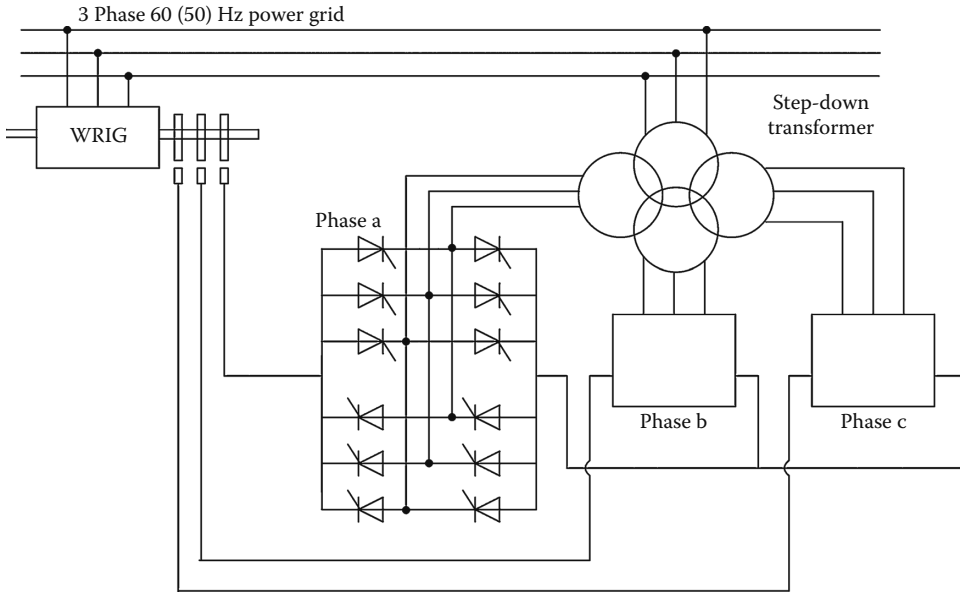 3 Phase 60 (50) Hz power grid
WRIG
Step-down
transformer
Phase a
Phase b
Phase c